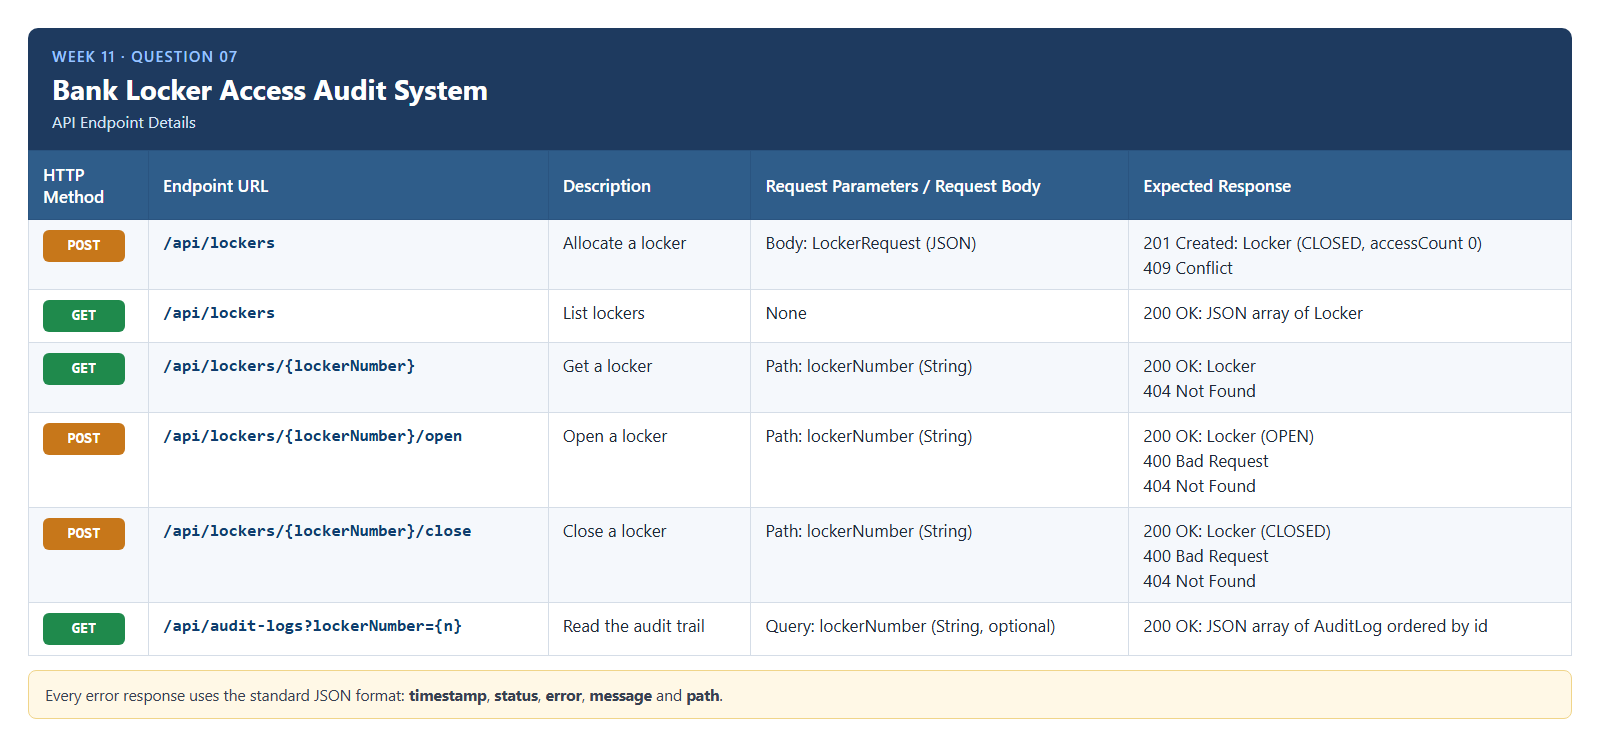 WEEK 11 · QUESTION 07
Bank Locker Access Audit System
API Endpoint Details
HTTP Method
Endpoint URL
Description
Request Parameters / Request Body
Expected Response
POST
/api/lockers
Allocate a locker
Body: LockerRequest (JSON)
201 Created: Locker (CLOSED, accessCount 0)
409 Conflict
GET
/api/lockers
List lockers
None
200 OK: JSON array of Locker
GET
/api/lockers/{lockerNumber}
Get a locker
Path: lockerNumber (String)
200 OK: Locker
404 Not Found
POST
/api/lockers/{lockerNumber}/open
Open a locker
Path: lockerNumber (String)
200 OK: Locker (OPEN)
400 Bad Request
404 Not Found
POST
/api/lockers/{lockerNumber}/close
Close a locker
Path: lockerNumber (String)
200 OK: Locker (CLOSED)
400 Bad Request
404 Not Found
GET
/api/audit-logs?lockerNumber={n}
Read the audit trail
Query: lockerNumber (String, optional)
200 OK: JSON array of AuditLog ordered by id
Every error response uses the standard JSON format: timestamp, status, error, message and path.